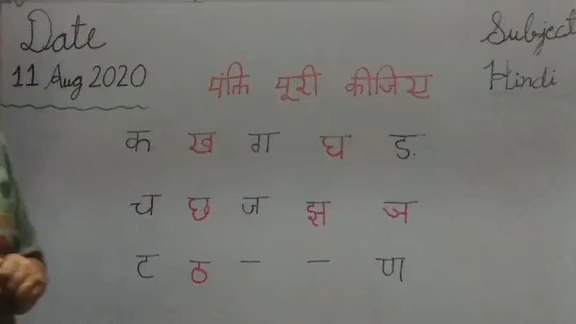 Date
Subject
11 Aug 2020
Hindi
पंक्ति पूरी कीजिए
क ख ग घ ङ
च छ ज झ ञ
ट ठ – – ण